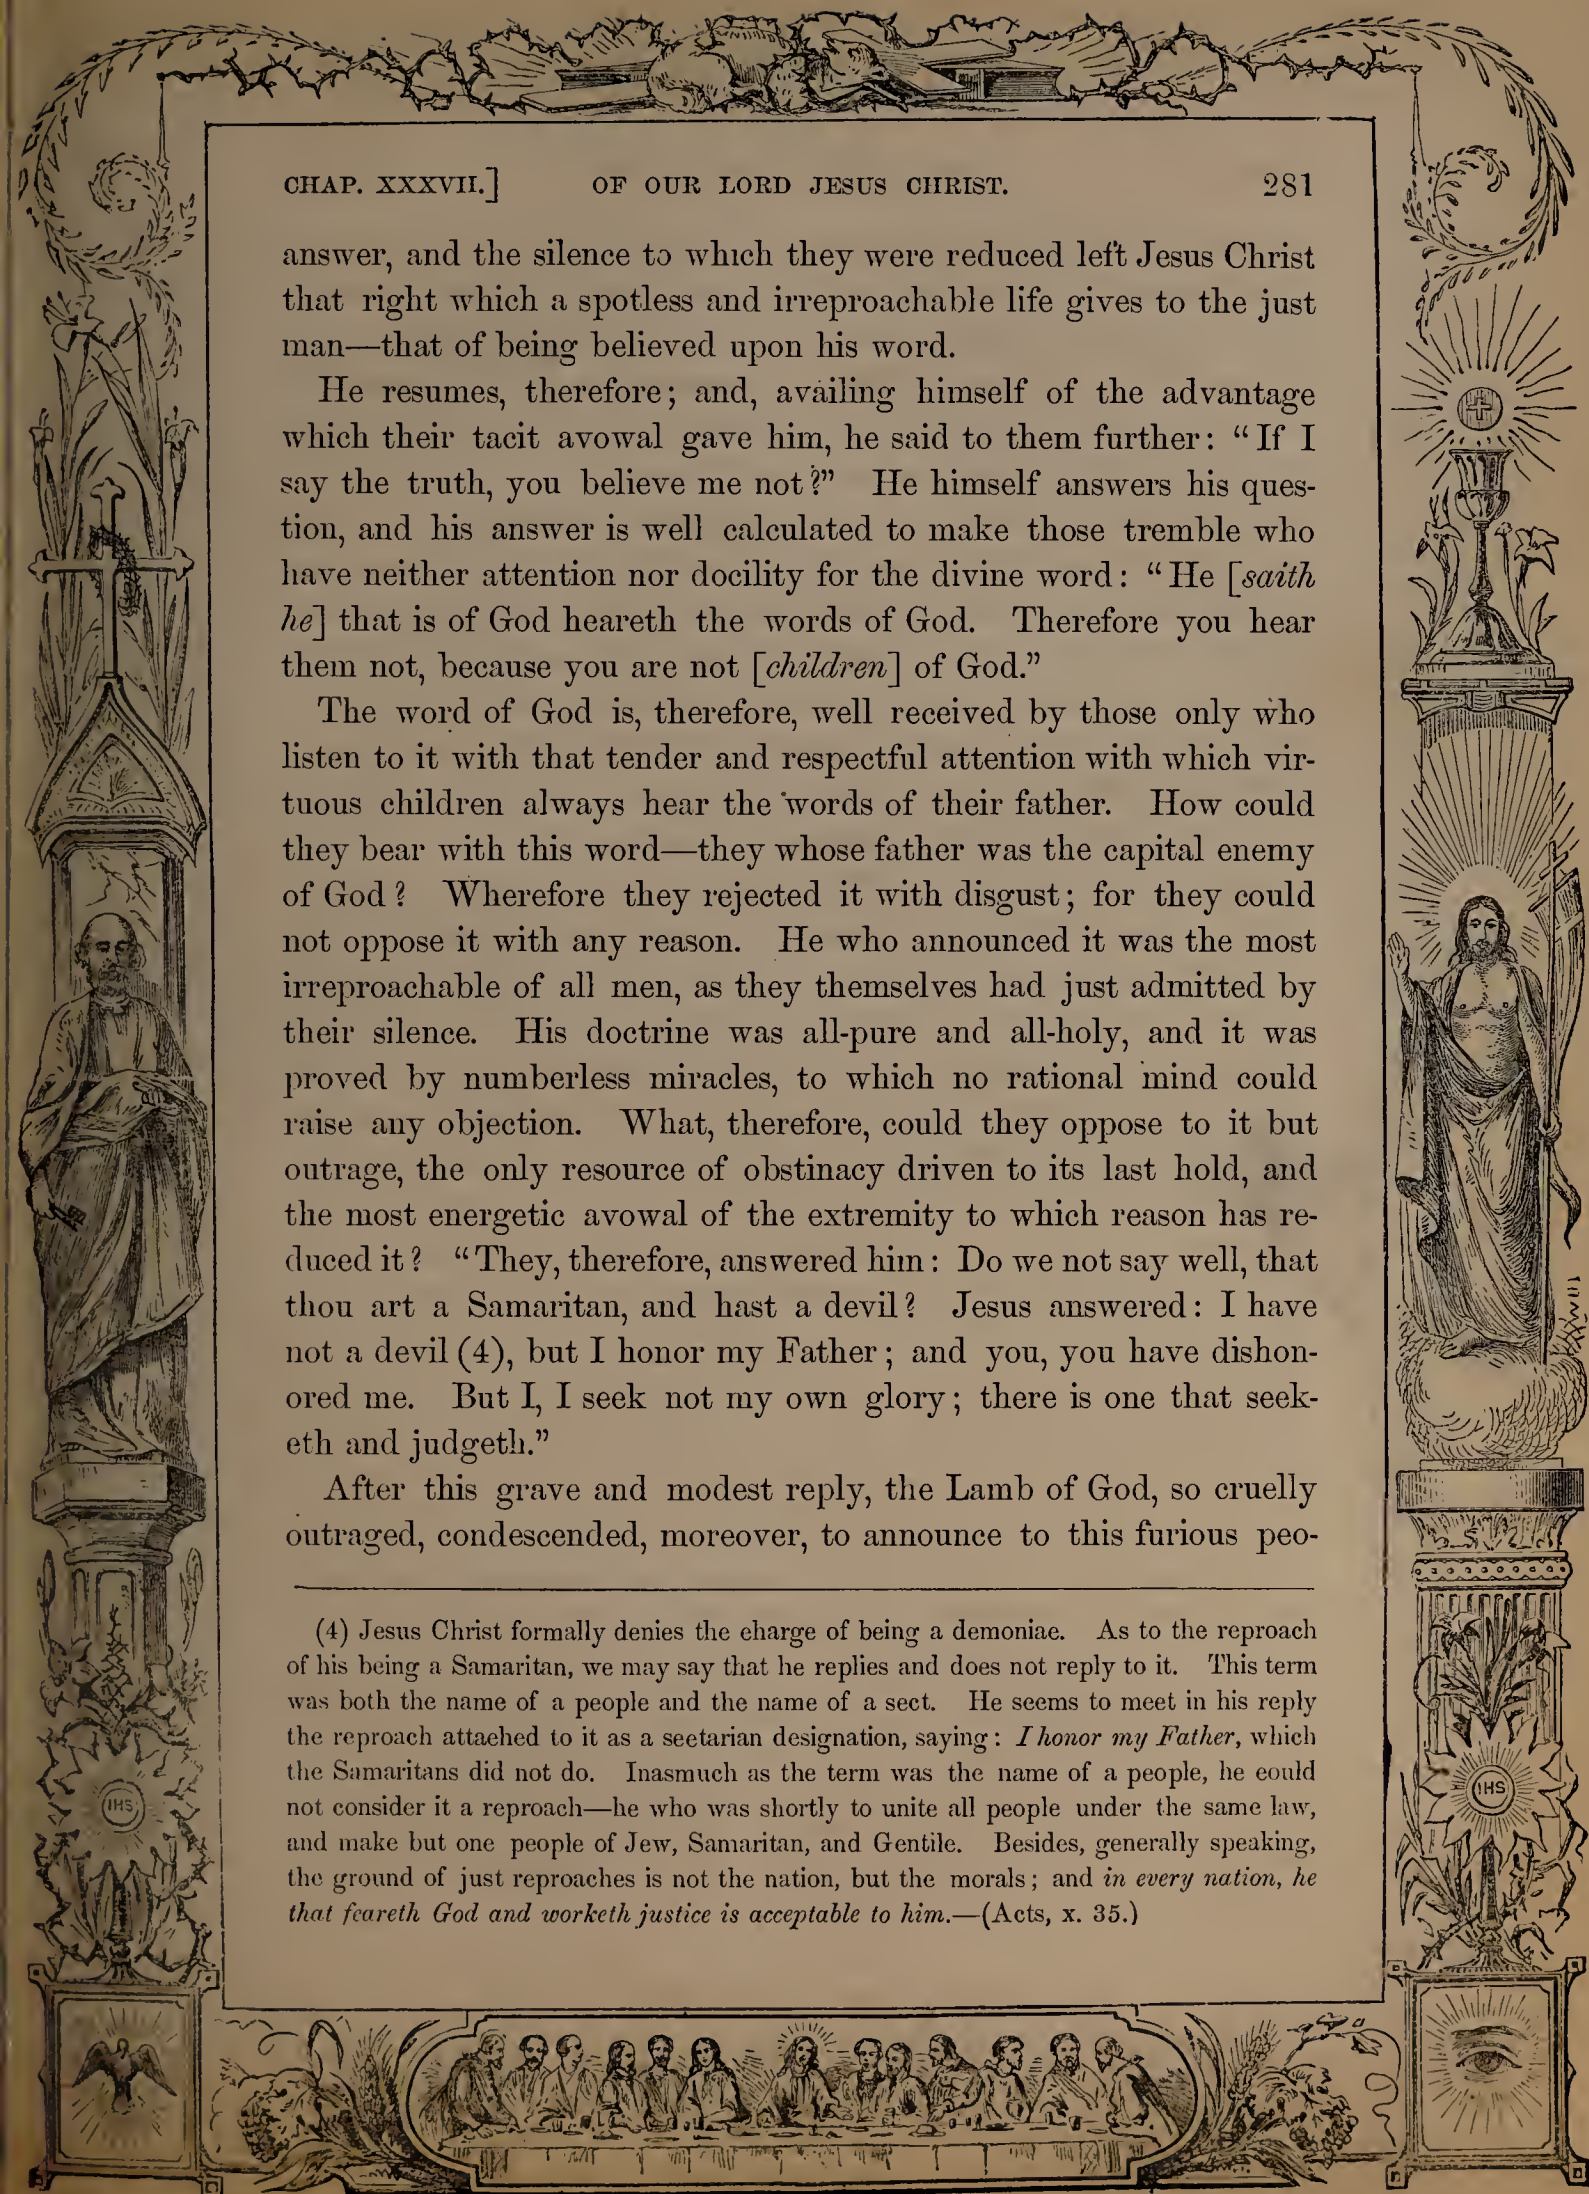 CHAP. XXXVII.] OF OUR LORD JESUS CHRIST. 281
answer, and the silence to which they were reduced left Jesus Christ
that right which a spotless and irreproachable life gives to the just
man—that of being believed upon his word.
He resumes, therefore; and, availing himself of the advantage
which their tacit avowal gave him, he said to them further: "If I
say the truth, you believe me not?" He himself answers his ques-
tion, and his answer is well calculated to make those tremble who
have neither attention nor docility for the divine word: "He [saith
he] that is of God heareth the words of God. Therefore you hear
them not, because you are not [children] of God."
The word of God is, therefore, well received by those only who
listen to it with that tender and respectful attention with which vir-
tuous children always hear the words of their father. How could
they bear with this word—they whose father was the capital enemy
of God? Wherefore they rejected it with disgust; for they could
not oppose it with any reason. He who announced it was the most
irreproachable of all men, as they themselves had just admitted by
their silence. His doctrine was all-pure and all-holy, and it was
proved by numberless miracles, to which no rational mind could
raise any objection. What, therefore, could they oppose to it but
outrage, the only resource of obstinacy driven to its last hold, and
the most energetic avowal of the extremity to which reason has re-
duced it? "They, therefore, answered him: Do we not say well, that
thou art a Samaritan, and hast a devil? Jesus answered: I have
not a devil (4), but I honor my Father; and you, you have dishon-
ored me. But I, I seek not my own glory; there is one that seek-
eth and judgeth."
After this grave and modest reply, the Lamb of God, so cruelly
outraged, condescended, moreover, to announce to this furious peo-
(4) Jesus Christ formally denies the charge of being a demoniac. As to the reproach
of his being a Samaritan, we may say that he replies and does not reply to it. This term
was both the name of a people and the name of a sect. He seems to meet in his reply
the reproach attached to it as a sectarian designation, saying: I honor my Father, which
the Samaritans did not do. Inasmuch as the term was the name of a people, he could
not consider it a reproach—he who was shortly to unite all people under the same law,
and make but one people of Jew, Samaritan, and Gentile. Besides, generally speaking,
the ground of just reproaches is not the nation, but the morals; and in every nation, he
that feareth God and worketh justice is acceptable to him.—(Acts, x. 35.)
IHS
IHS